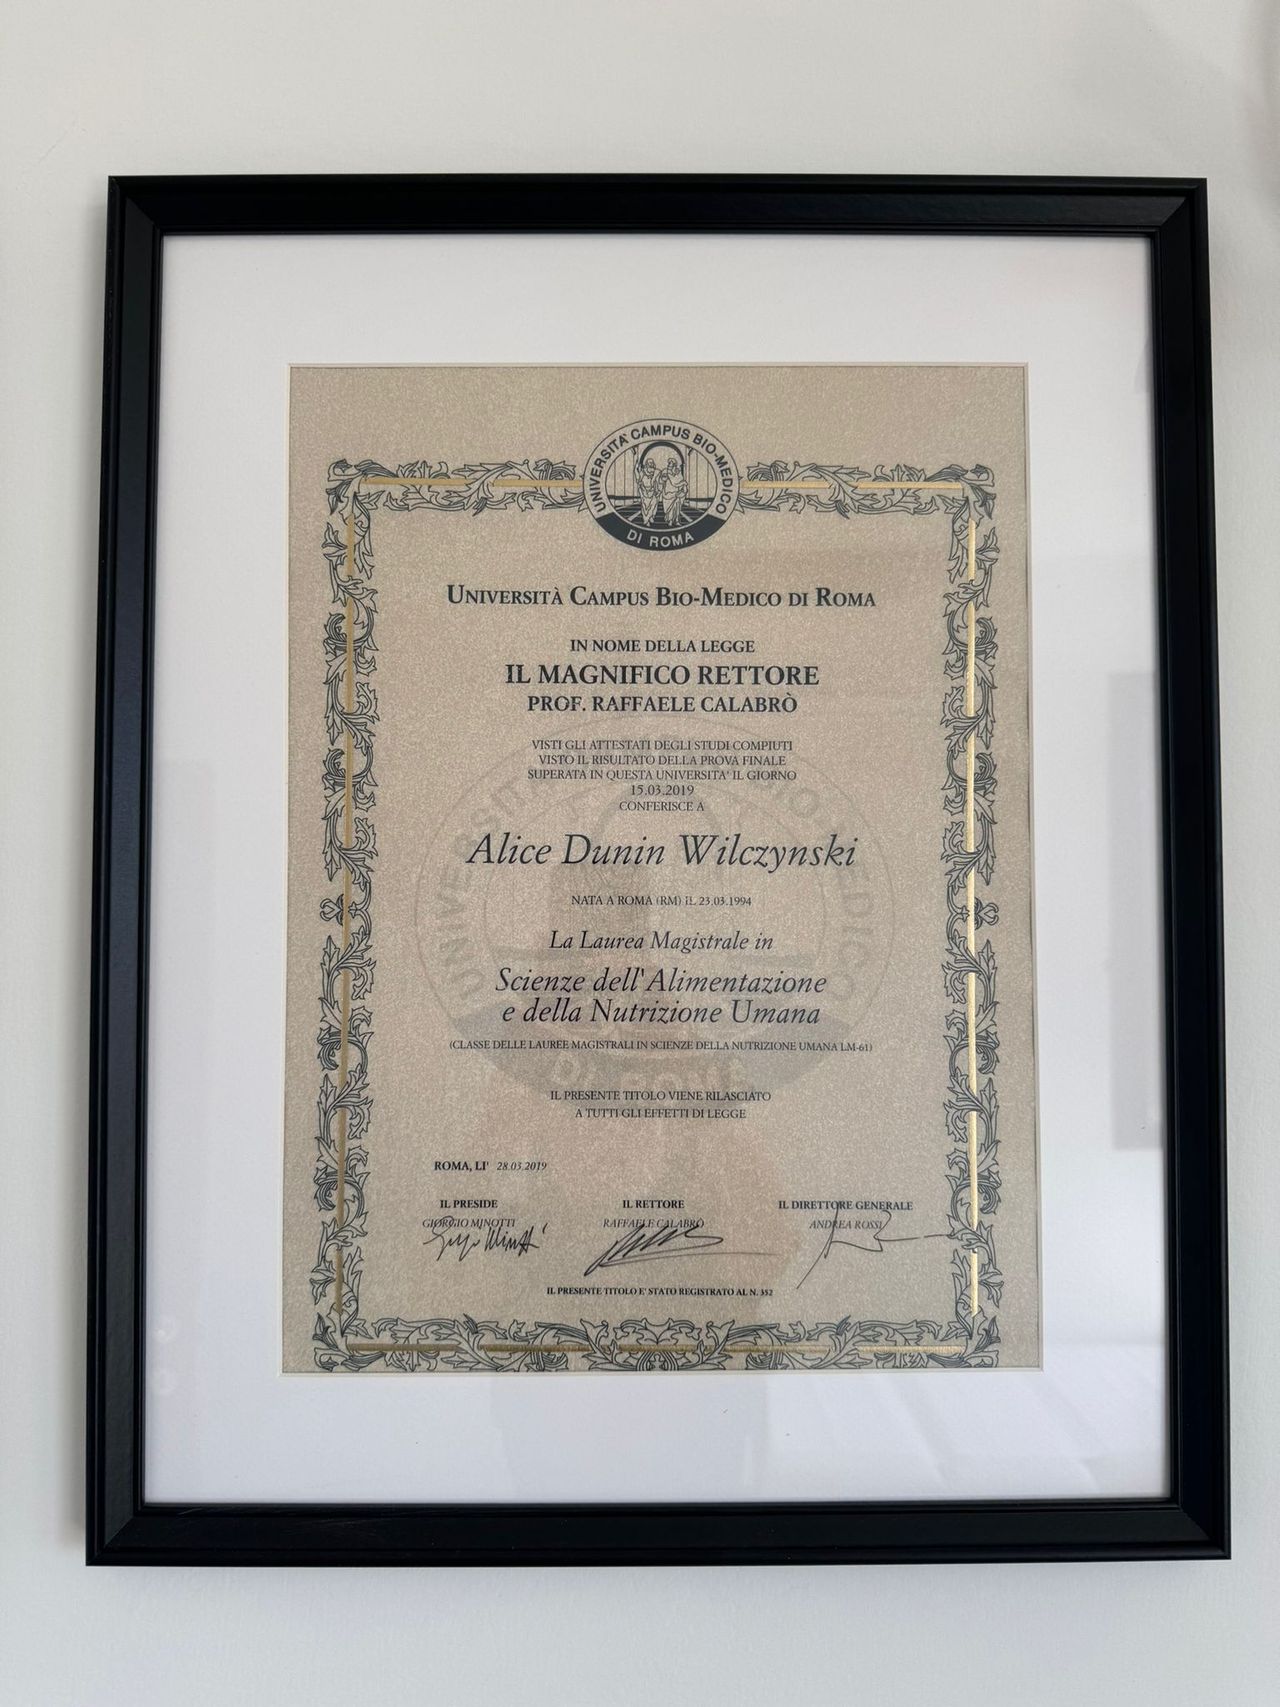 UNIVERSITA' CAMPUS BIO-MEDICO
DI ROMA
UNIVERSITÀ CAMPUS BIO-MEDICO DI ROMA
IN NOME DELLA LEGGE
IL MAGNIFICO RETTORE
PROF. RAFFAELE CALABRÒ
VISTI GLI ATTESTATI DEGLI STUDI COMPIUTI
VISTO IL RISULTATO DELLA PROVA FINALE
SUPERATA IN QUESTA UNIVERSITA' IL GIORNO
15.03.2019
CONFERISCE A
Alice Dunin Wilczynski
NATA A ROMA (RM) IL 23.03.1994
La Laurea Magistrale in
Scienze dell'Alimentazione
e della Nutrizione Umana
(CLASSE DELLE LAUREE MAGISTRALI IN SCIENZE DELLA NUTRIZIONE UMANA LM-61)
IL PRESENTE TITOLO VIENE RILASCIATO
A TUTTI GLI EFFETTI DI LEGGE
ROMA, LI' 28.03.2019
IL PRESIDE IL RETTORE IL DIRETTORE GENERALE
GIORGIO MINOTTI RAFFAELE CALABRÒ ANDREA ROSSI
IL PRESENTE TITOLO E' STATO REGISTRATO AL N. 352